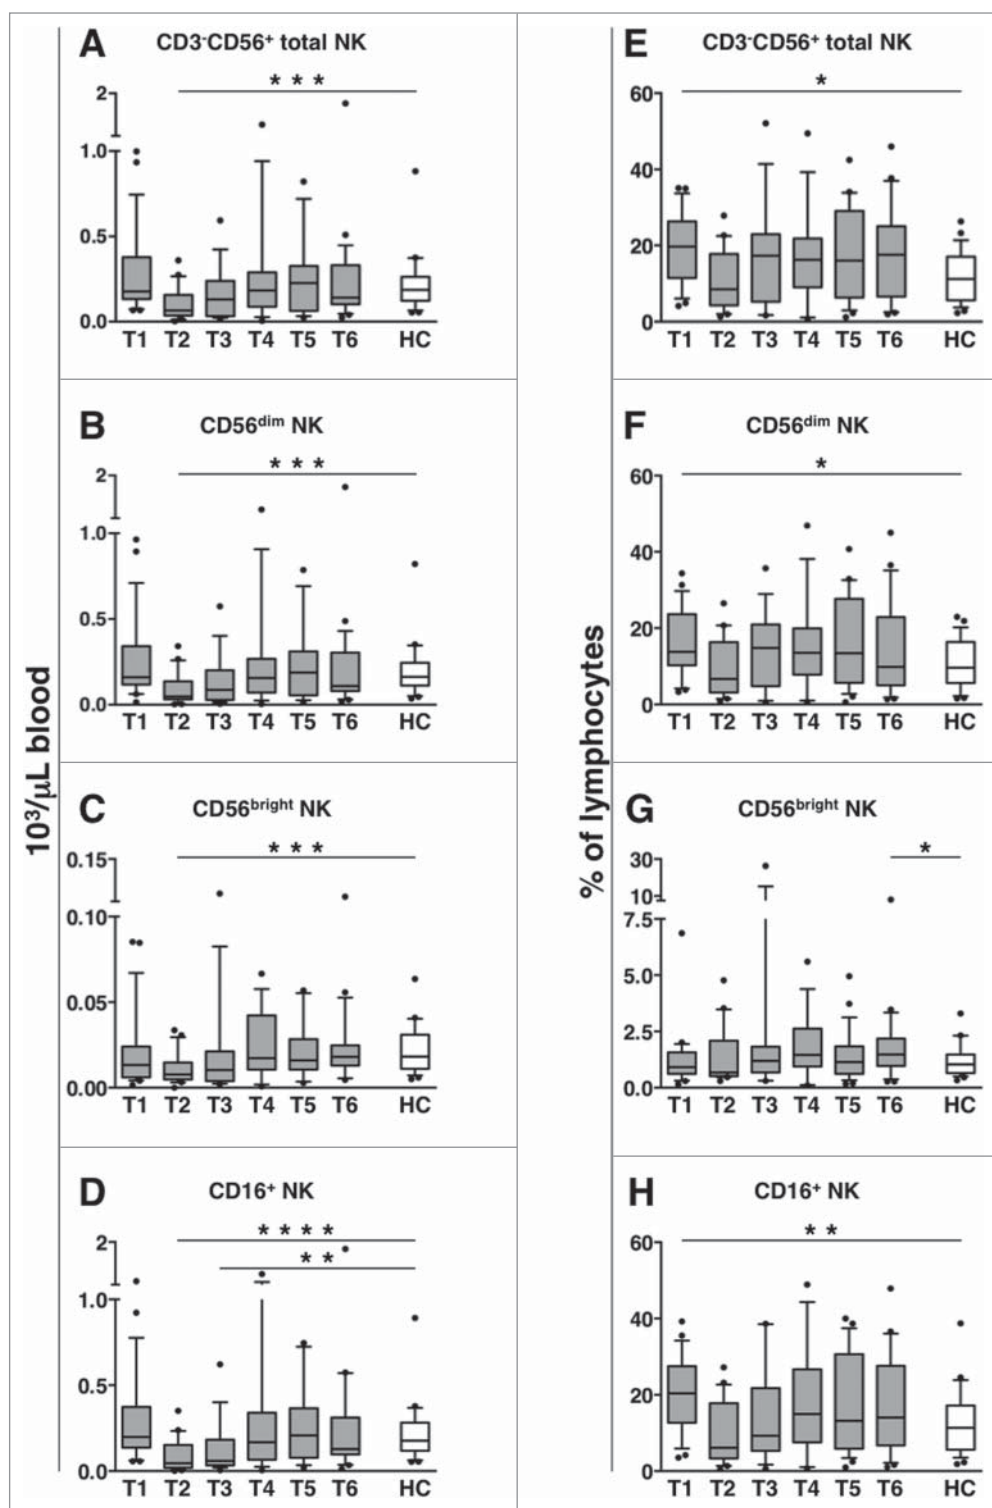 A CD3-CD56+ total NK
* * *
2
1.0
0.5
0.0
T1 T2 T3 T4 T5 T6 HC
B CD56dim NK
* * *
2
1.0
0.5
0.0
T1 T2 T3 T4 T5 T6 HC
C CD56bright NK
* * *
0.15
0.10
0.05
0.00
T1 T2 T3 T4 T5 T6 HC
D CD16+ NK
* * * *
* *
2
1.0
0.5
0.0
T1 T2 T3 T4 T5 T6 HC
10³/µL blood
E CD3-CD56+ total NK
*
60
40
20
0
T1 T2 T3 T4 T5 T6 HC
F CD56dim NK
*
60
40
20
0
T1 T2 T3 T4 T5 T6 HC
G CD56bright NK
*
30
10
7.5
5.0
2.5
0.0
T1 T2 T3 T4 T5 T6 HC
H CD16+ NK
* *
60
40
20
0
T1 T2 T3 T4 T5 T6 HC
% of lymphocytes